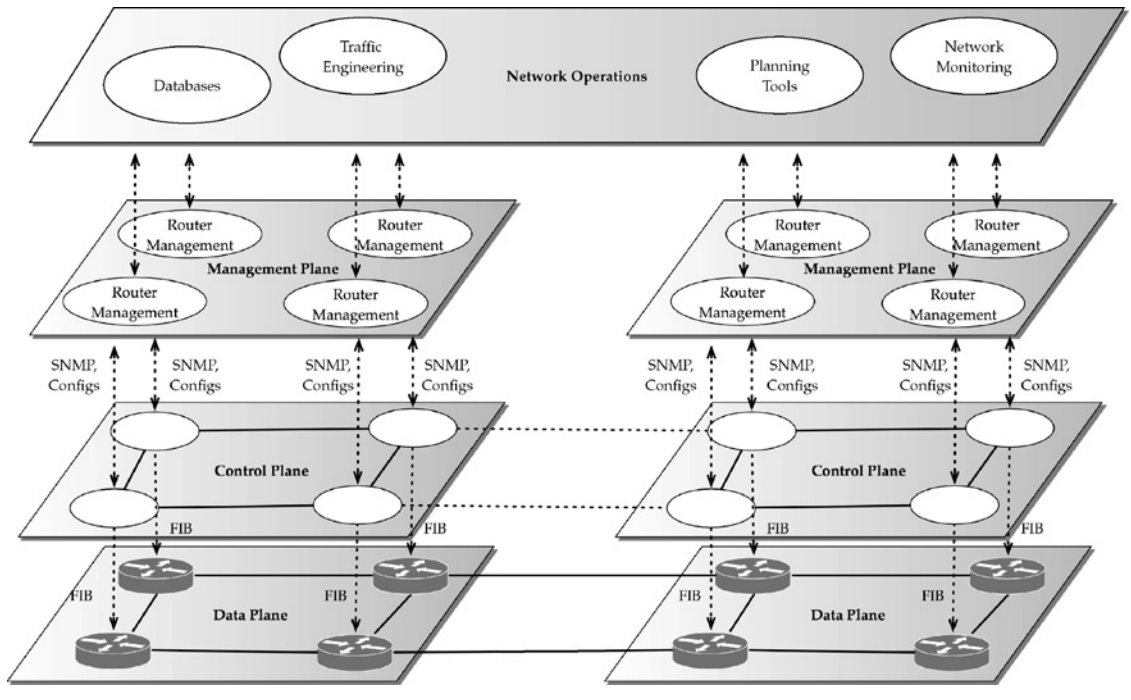 Databases
Traffic
Engineering
Network Operations
Planning
Tools
Network
Monitoring
Router
Management
Router
Management
Management Plane
Router
Management
Router
Management
Router
Management
Router
Management
Management Plane
Router
Management
Router
Management
SNMP,
Configs
SNMP,
Configs
SNMP,
Configs
SNMP,
Configs
SNMP,
Configs
SNMP,
Configs
SNMP,
Configs
SNMP,
Configs
Control Plane
Control Plane
FIB
FIB
FIB
FIB
FIB
FIB
FIB
FIB
Data Plane
Data Plane